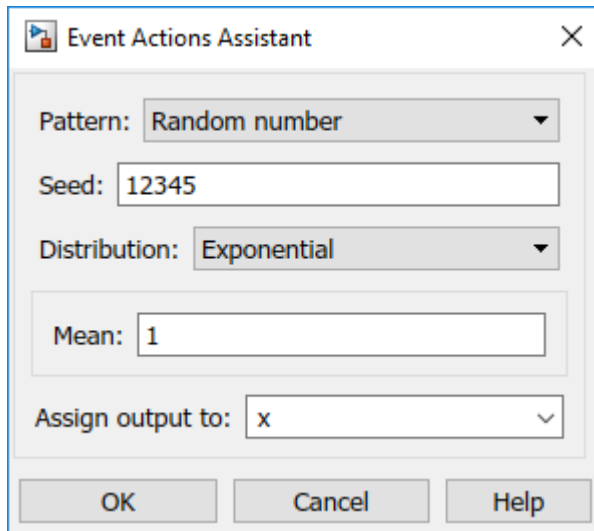 Event Actions Assistant
Pattern: Random number
Seed: 12345
Distribution: Exponential
Mean: 1
Assign output to: x
OK Cancel Help